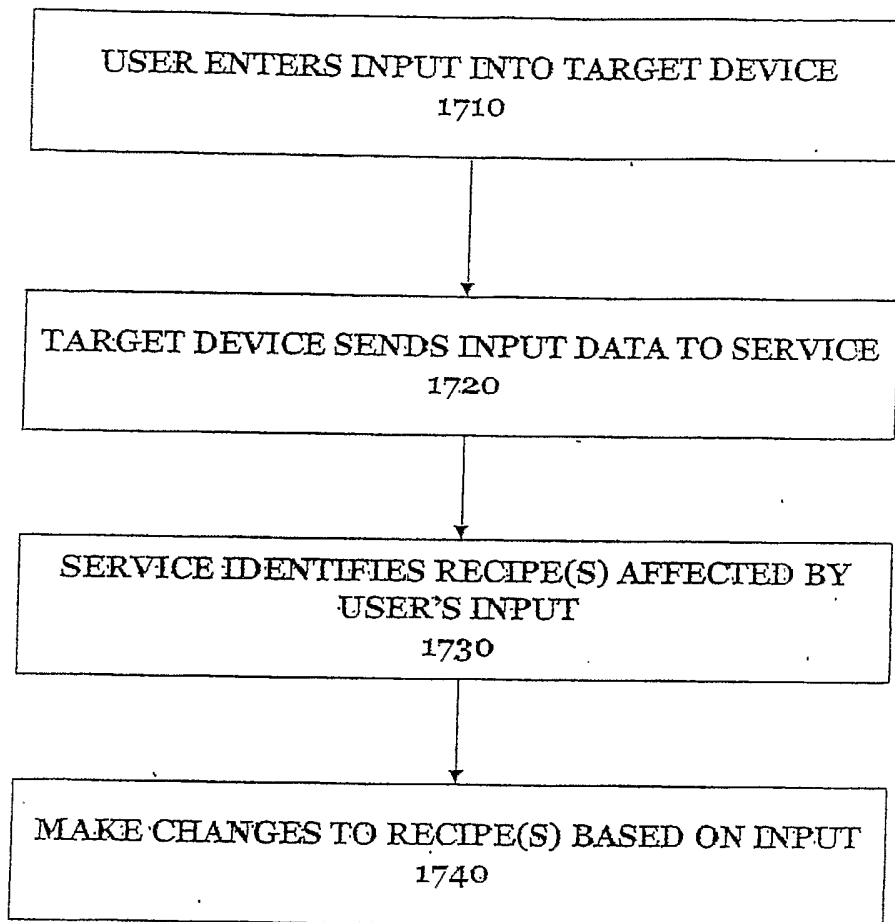 USER ENTERS INPUT INTO TARGET DEVICE
1710
TARGET DEVICE SENDS INPUT DATA TO SERVICE
1720
SERVICE IDENTIFIES RECIPE(S) AFFECTED BY
USER'S INPUT
1730
MAKE CHANGES TO RECIPE(S) BASED ON INPUT
1740